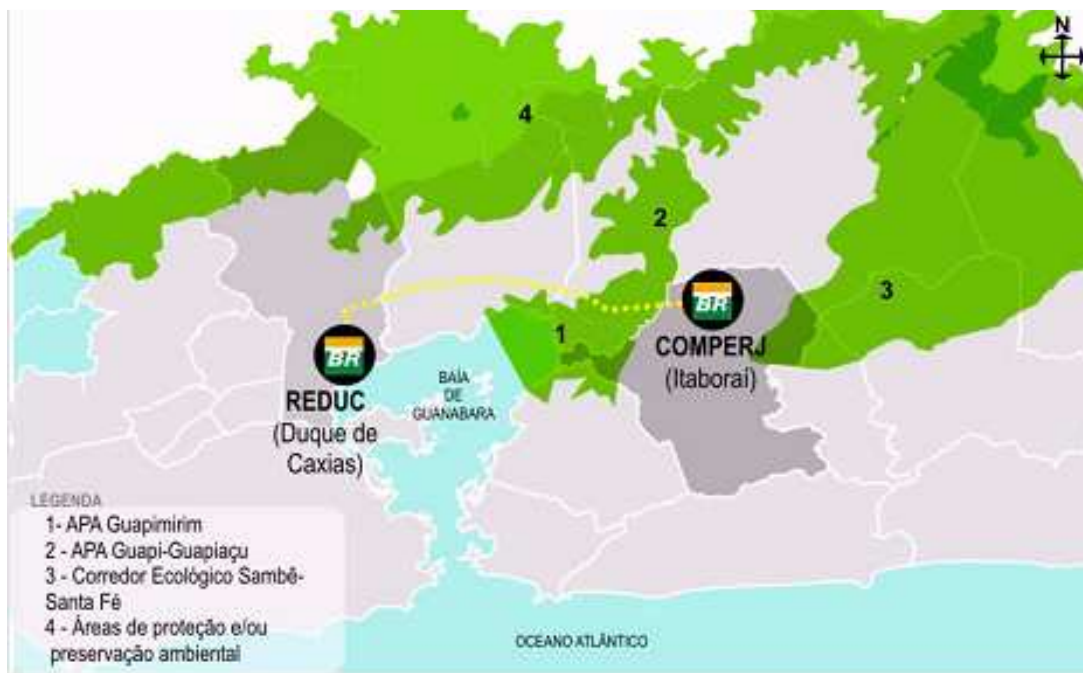 N
4
2
3
BR
1
BR
COMPERJ
(Itaboraí)
REDUC
(Duque de
Caxias)
BAÍA
DE
GUANABARA
LEGENDA
1- APA Guapimirim
2 - APA Guapi-Guapiaçu
3 - Corredor Ecológico Sambê-
Santa Fé
4 - Áreas de proteção e/ou
preservação ambiental
OCEANO ATLÂNTICO